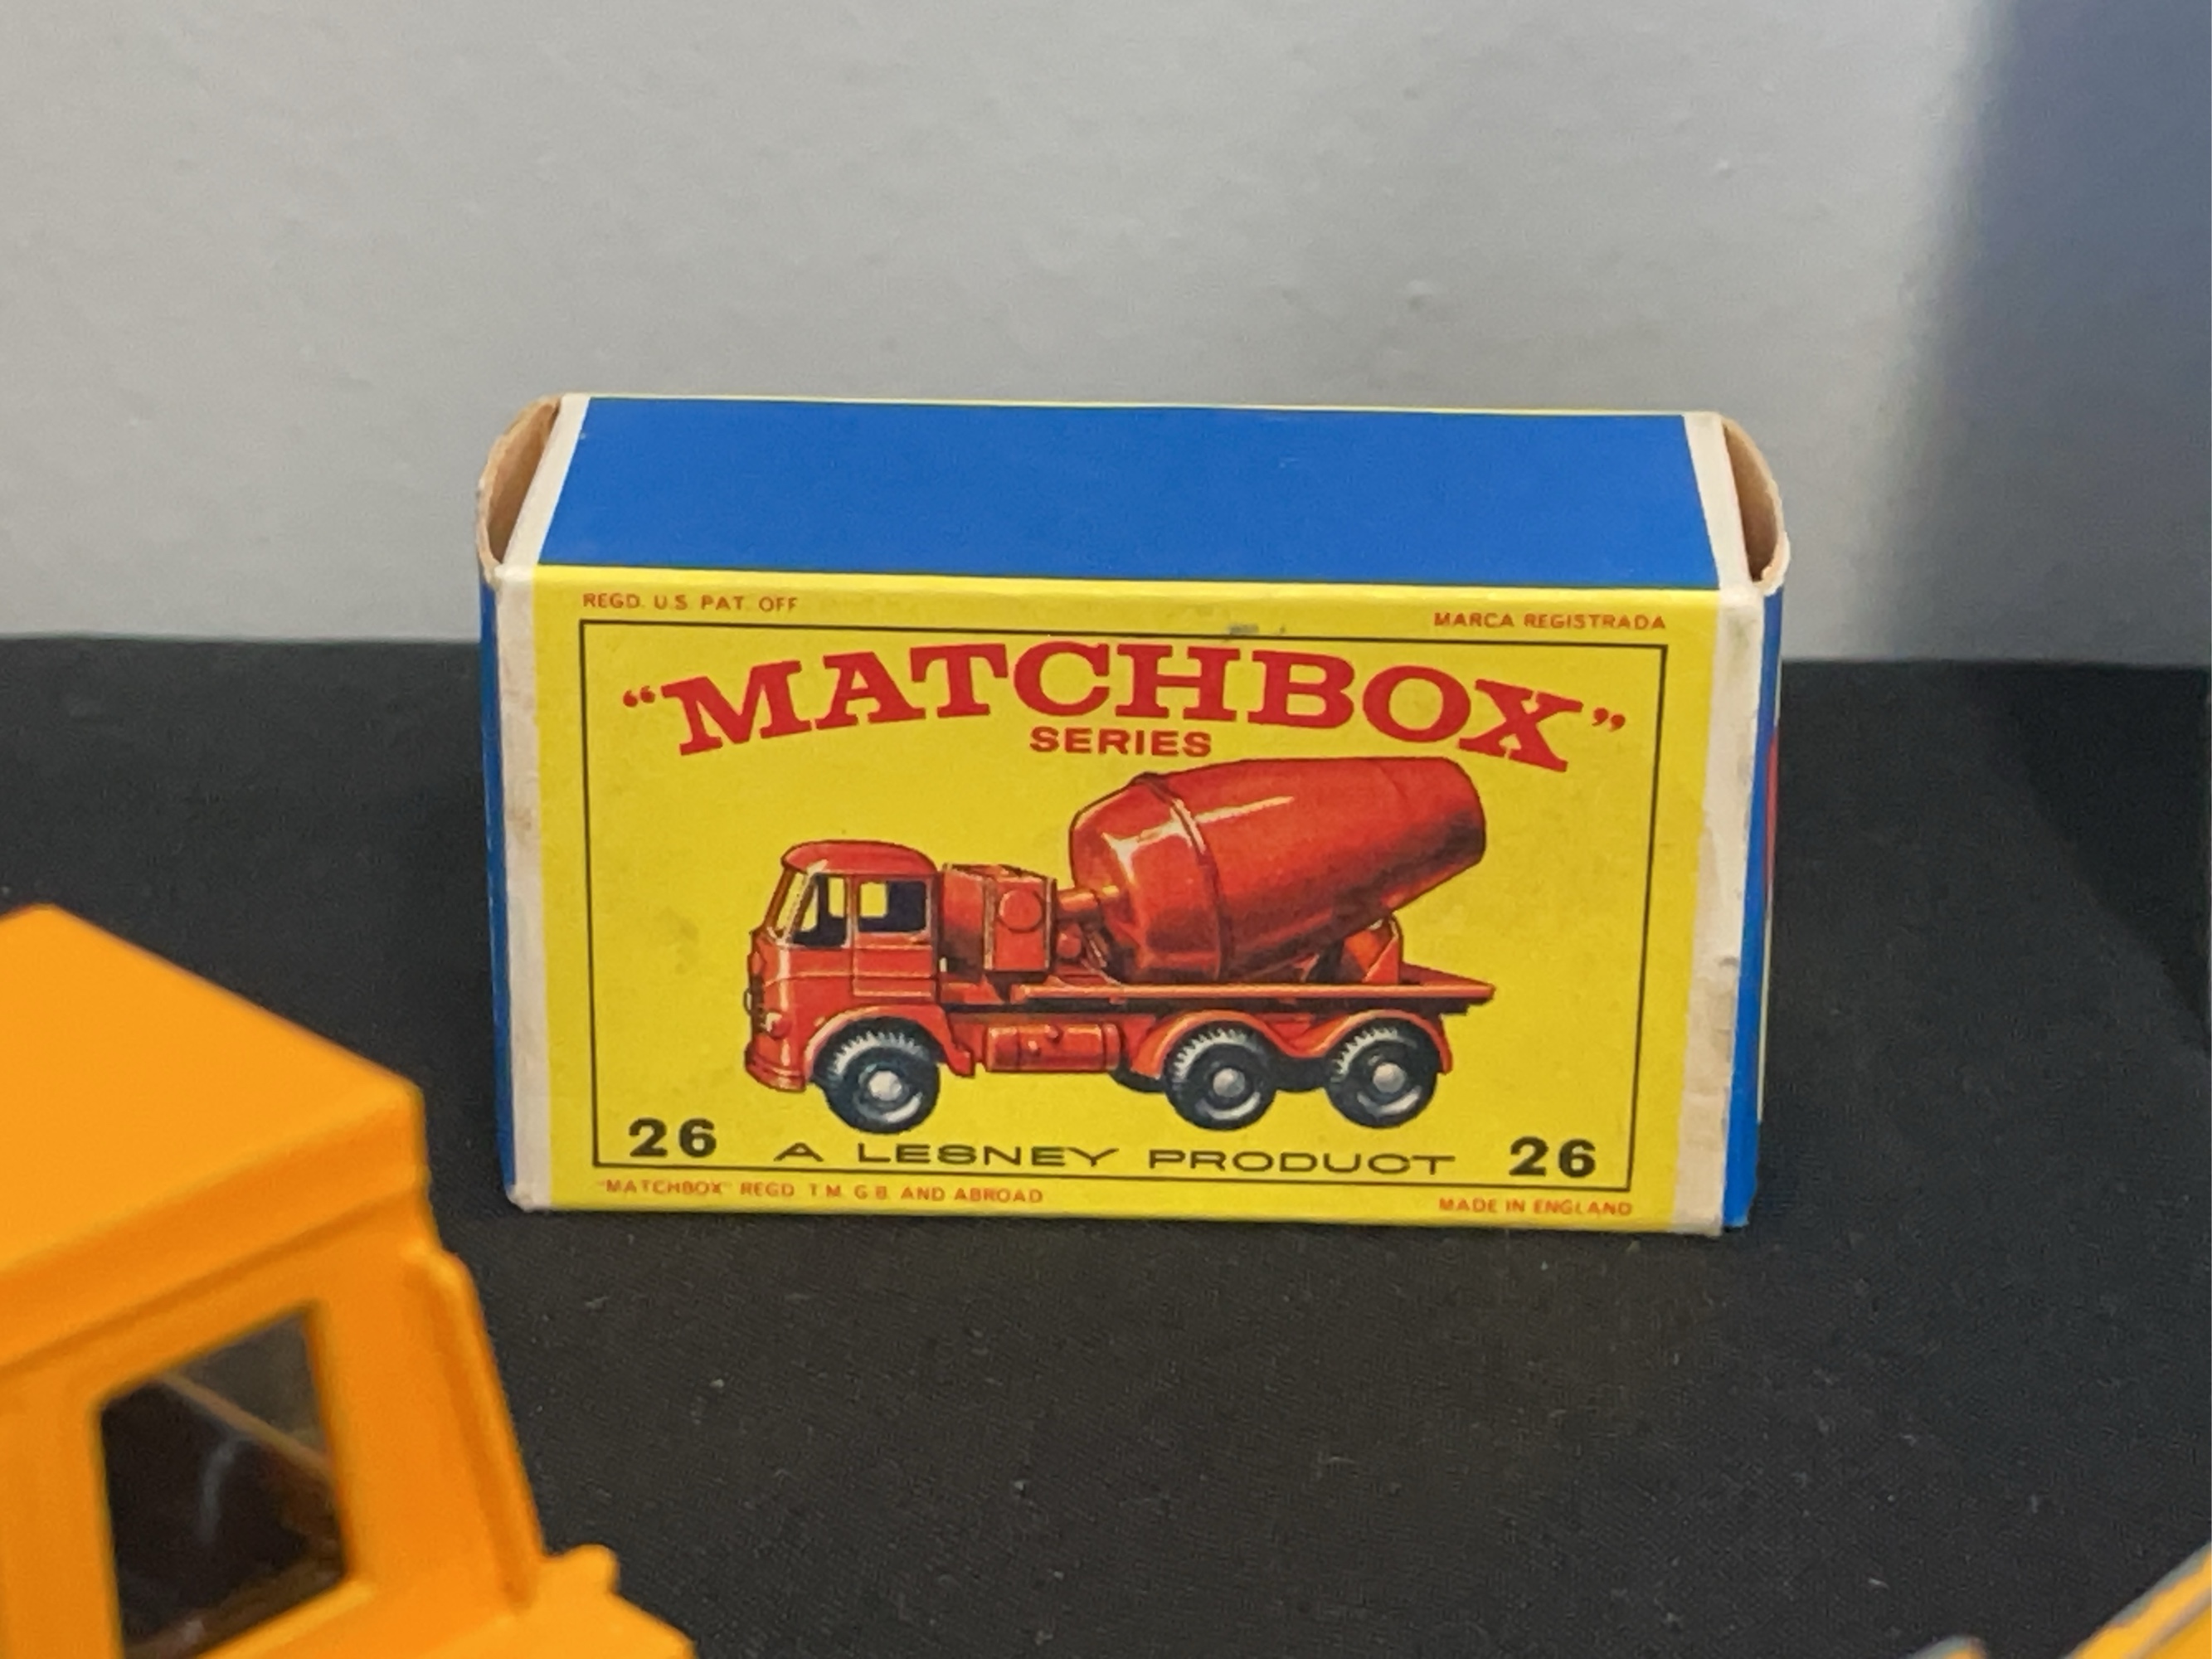 REGD. U.S. PAT. OFF
MARCA REGISTRADA
"MATCHBOX"
SERIES
26 A LESNEY PRODUCT 26
"MATCHBOX" REGD. T.M. G.B. AND ABROAD
MADE IN ENGLAND